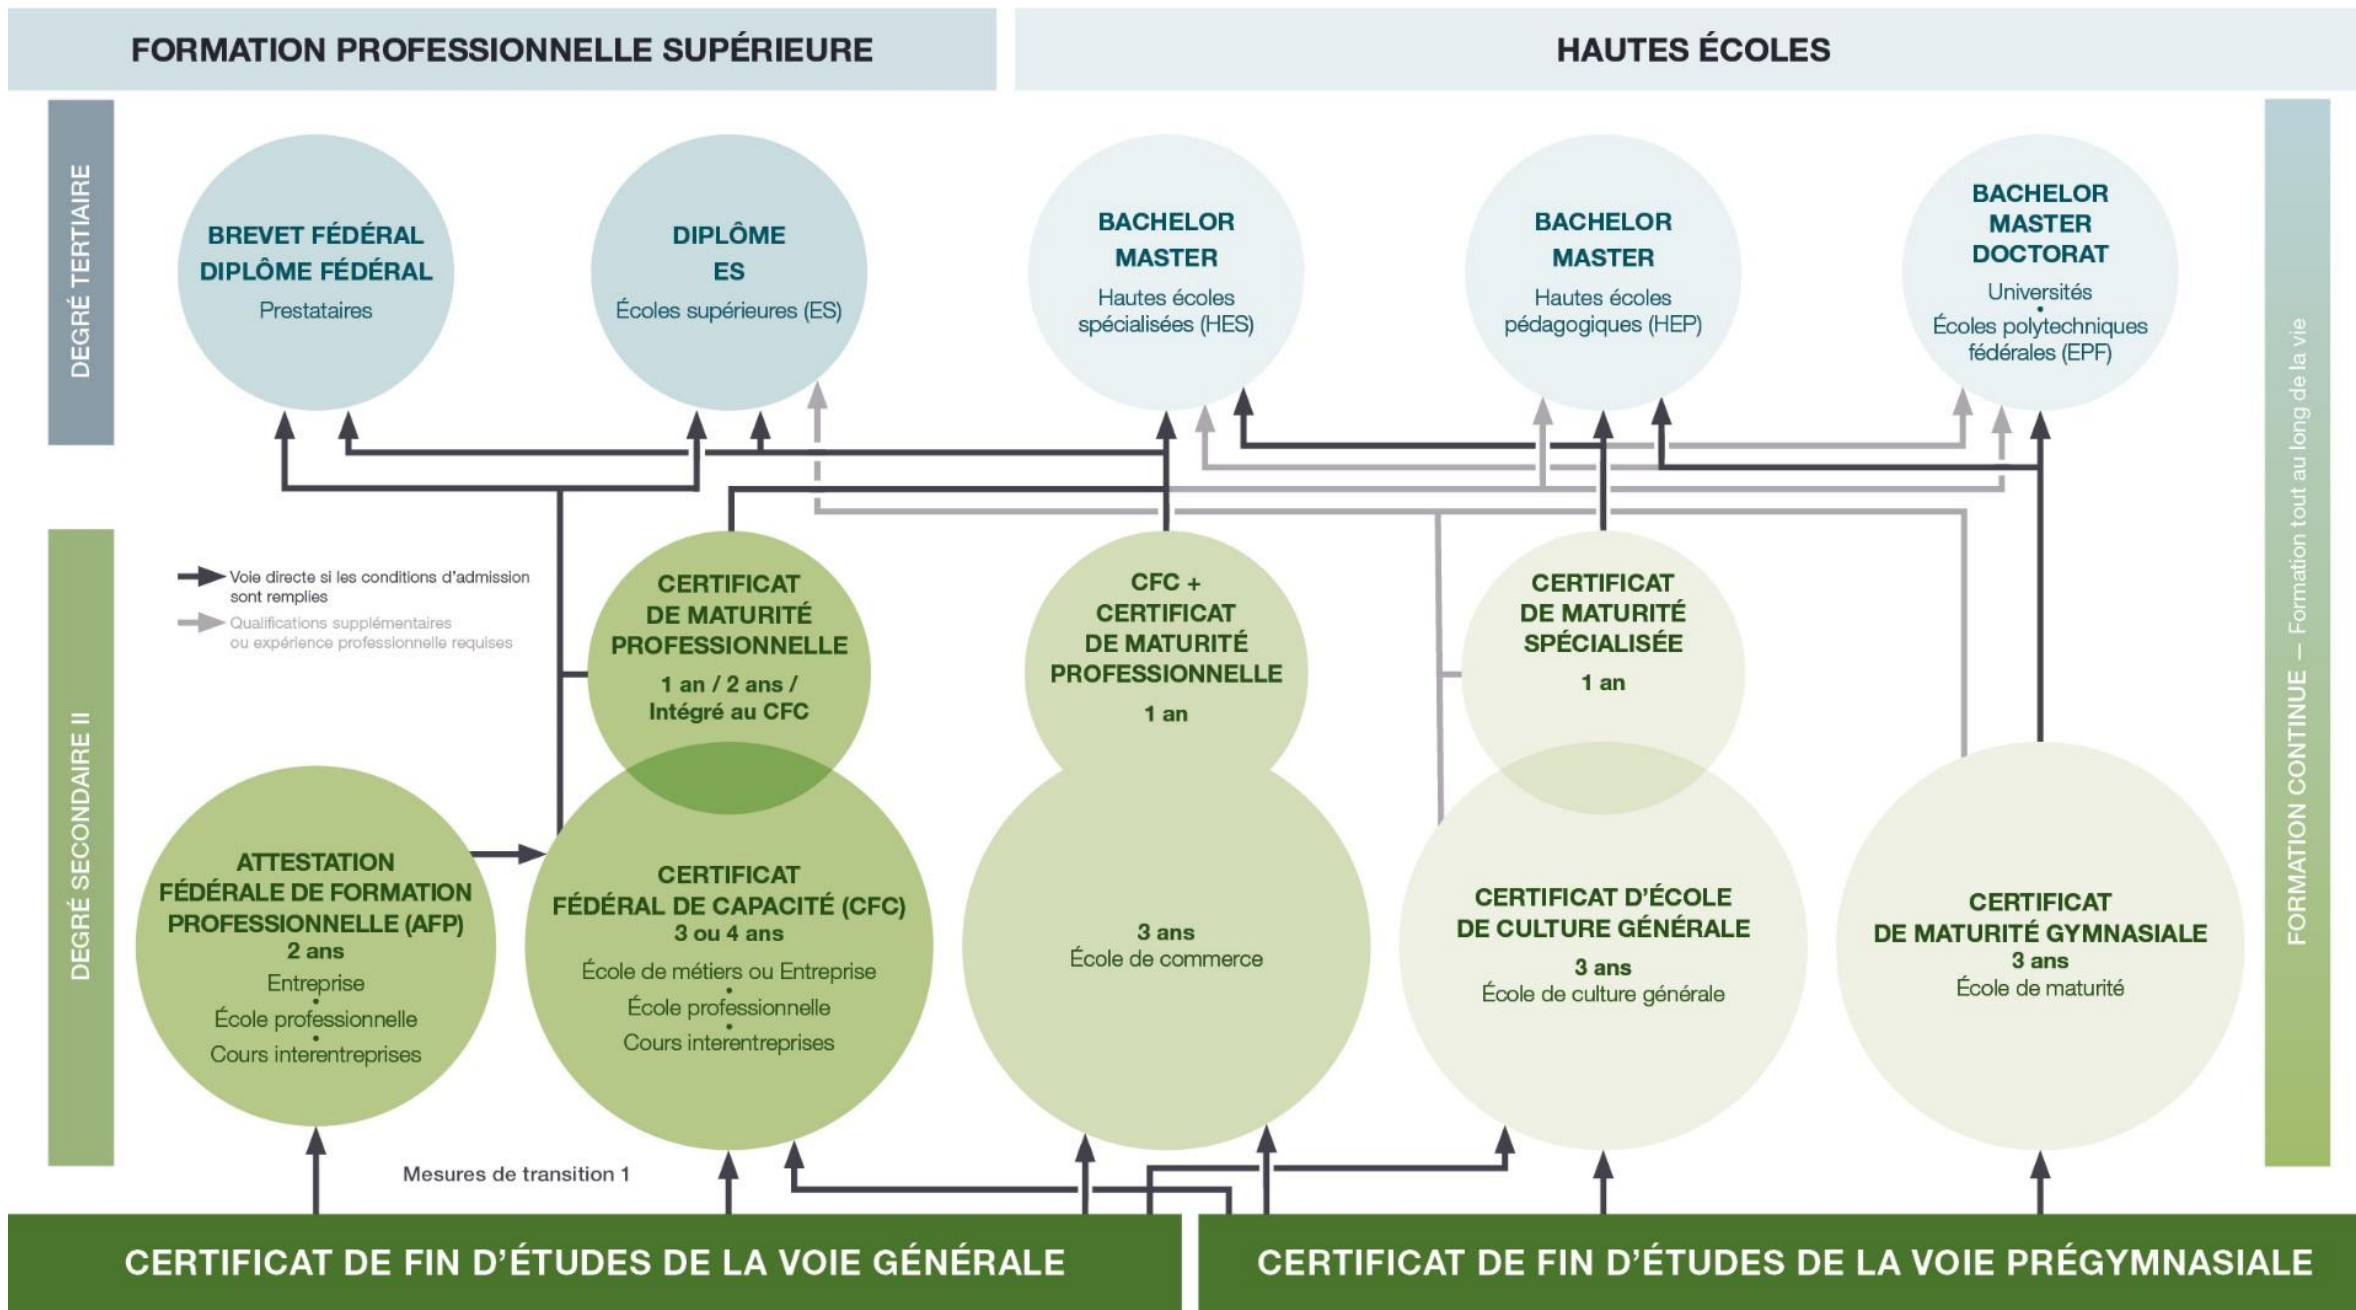 FORMATION PROFESSIONNELLE SUPÉRIEURE
HAUTES ÉCOLES
DEGRÉ TERTIAIRE
BREVET FÉDÉRAL
DIPLÔME FÉDÉRAL
Prestataires
DIPLÔME
ES
Écoles supérieures (ES)
BACHELOR
MASTER
Hautes écoles
spécialisées (HES)
BACHELOR
MASTER
Hautes écoles
pédagogiques (HEP)
BACHELOR
MASTER
DOCTORAT
Universités
•
Écoles polytechniques
fédérales (EPF)
FORMATION CONTINUE — Formation tout au long de la vie
DEGRÉ SECONDAIRE II
Voie directe si les conditions d'admission
sont remplies
Qualifications supplémentaires
ou expérience professionnelle requises
CERTIFICAT
DE MATURITÉ
PROFESSIONNELLE
1 an / 2 ans /
Intégré au CFC
CFC +
CERTIFICAT
DE MATURITÉ
PROFESSIONNELLE
1 an
CERTIFICAT
DE MATURITÉ
SPÉCIALISÉE
1 an
ATTESTATION
FÉDÉRALE DE FORMATION
PROFESSIONNELLE (AFP)
2 ans
Entreprise
•
École professionnelle
•
Cours interentreprises
CERTIFICAT
FÉDÉRAL DE CAPACITÉ (CFC)
3 ou 4 ans
École de métiers ou Entreprise
•
École professionnelle
•
Cours interentreprises
3 ans
École de commerce
CERTIFICAT D'ÉCOLE
DE CULTURE GÉNÉRALE
3 ans
École de culture générale
CERTIFICAT
DE MATURITÉ GYMNASIALE
3 ans
École de maturité
Mesures de transition 1
CERTIFICAT DE FIN D'ÉTUDES DE LA VOIE GÉNÉRALE
CERTIFICAT DE FIN D'ÉTUDES DE LA VOIE PRÉGYMNASIALE